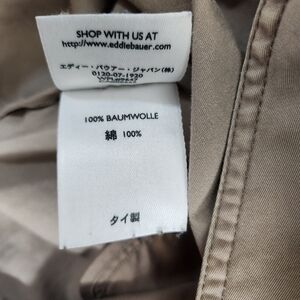 SHOP WITH US AT
http://www.eddiebauer.com
エディー・バウアー・ジャパン(株)
0120-07-1920
100% BAUMWOLLE
綿 100%
タイ製